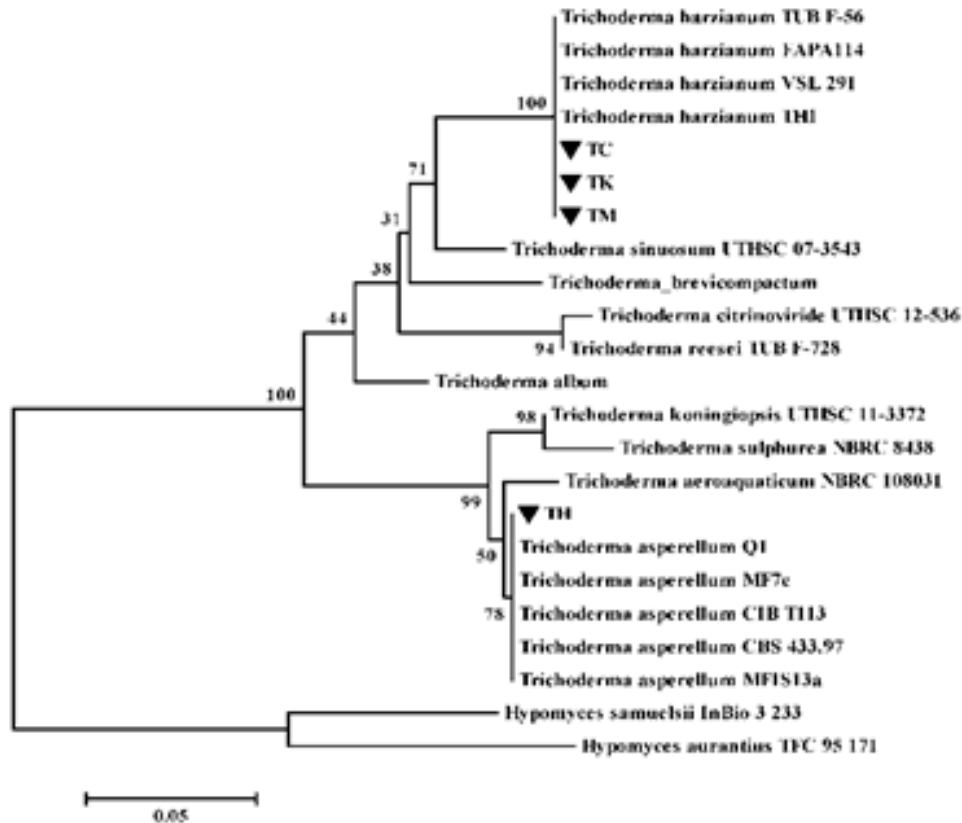 Trichoderma harzianum TUB F-56
Trichoderma harzianum FAPA114
Trichoderma harzianum VSL 291
100
Trichoderma harzianum
TC
71
TK
31
TM
Trichoderma sinuosum UTHSC 07-3543
38
Trichoderma_brevicompactum
44
Trichoderma citrinoviride UTHSC 12-536
94
Trichoderma reesei TUB F-728
Trichoderma album
100
98
Trichoderma koningiopsis UTHSC 11-3372
Trichoderma sulphurea NBRC 8438
Trichoderma aeroaquaticum NBRC 108031
99
TH
50
Trichoderma asperellum Q1
Trichoderma asperellum MF7c
78
Trichoderma asperellum CIB T113
Trichoderma asperellum CBS 433.97
Trichoderma asperellum
Hypomyces samuelsii InBio 3 233
Hypomyces aurantius TFC 95 171
0.05